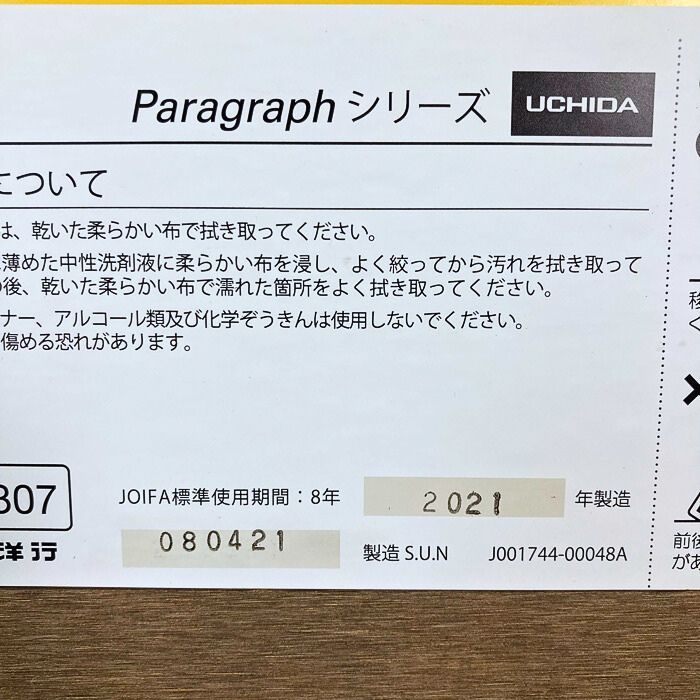 Paragraph シリーズ UCHIDA
について
は、乾いた柔らかい布で拭き取ってください。
薄めた中性洗剤液に柔らかい布を浸し、よく絞ってから汚れを拭き取って
後、乾いた柔らかい布で濡れた箇所をよく拭き取ってください。
ナー、アルコール類及び化学ぞうきんは使用しないでください。
傷める恐れがあります。
307
洋行
JOIFA標準使用期間：8年 2021 年製造
080421 製造 S.U.N J001744-00048A
前後
があ